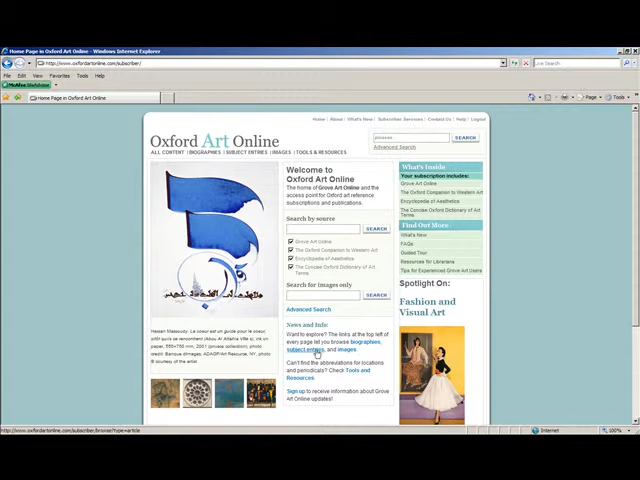 Home Page in Oxford Art Online - Windows Internet Explorer
http://www.oxfordartonline.com/subscriber/
Live Search
File Edit View Favorites Tools Help
McAfee SiteAdvisor
Home Page in Oxford Art Online
Page Tools
Home | About | What's New | Subscriber Services | Contact Us | Help | Logout
Oxford Art Online
ALL CONTENT | BIOGRAPHIES | SUBJECT ENTRIES | IMAGES | TOOLS & RESOURCES
picasso
SEARCH
Advanced Search
Welcome to
Oxford Art Online
The home of Grove Art Online and the
access point for Oxford art reference
subscriptions and publications.
Search by source
SEARCH
Grove Art Online
The Oxford Companion to Western Art
Encyclopedia of Aesthetics
The Concise Oxford Dictionary of Art
Terms
Search for images only
SEARCH
Advanced Search
News and Info:
Want to explore? The links at the top left of
every page let you browse biographies,
subject entries, and images.
Can't find the abbreviations for locations
and periodicals? Check Tools and
Resources.
Sign up to receive information about Grove
Art Online updates!
What's Inside
Your subscription includes:
Grove Art Online
The Oxford Companion to Western Art
Encyclopedia of Aesthetics
The Concise Oxford Dictionary of Art
Terms
Find Out More
What's New
FAQs
Guided Tour
Resources for Librarians
Tips for Experienced Grove Art Users
Spotlight On:
Fashion and
Visual Art
http://www.oxfordartonline.com/subscriber/browse?type=article
Internet
100%